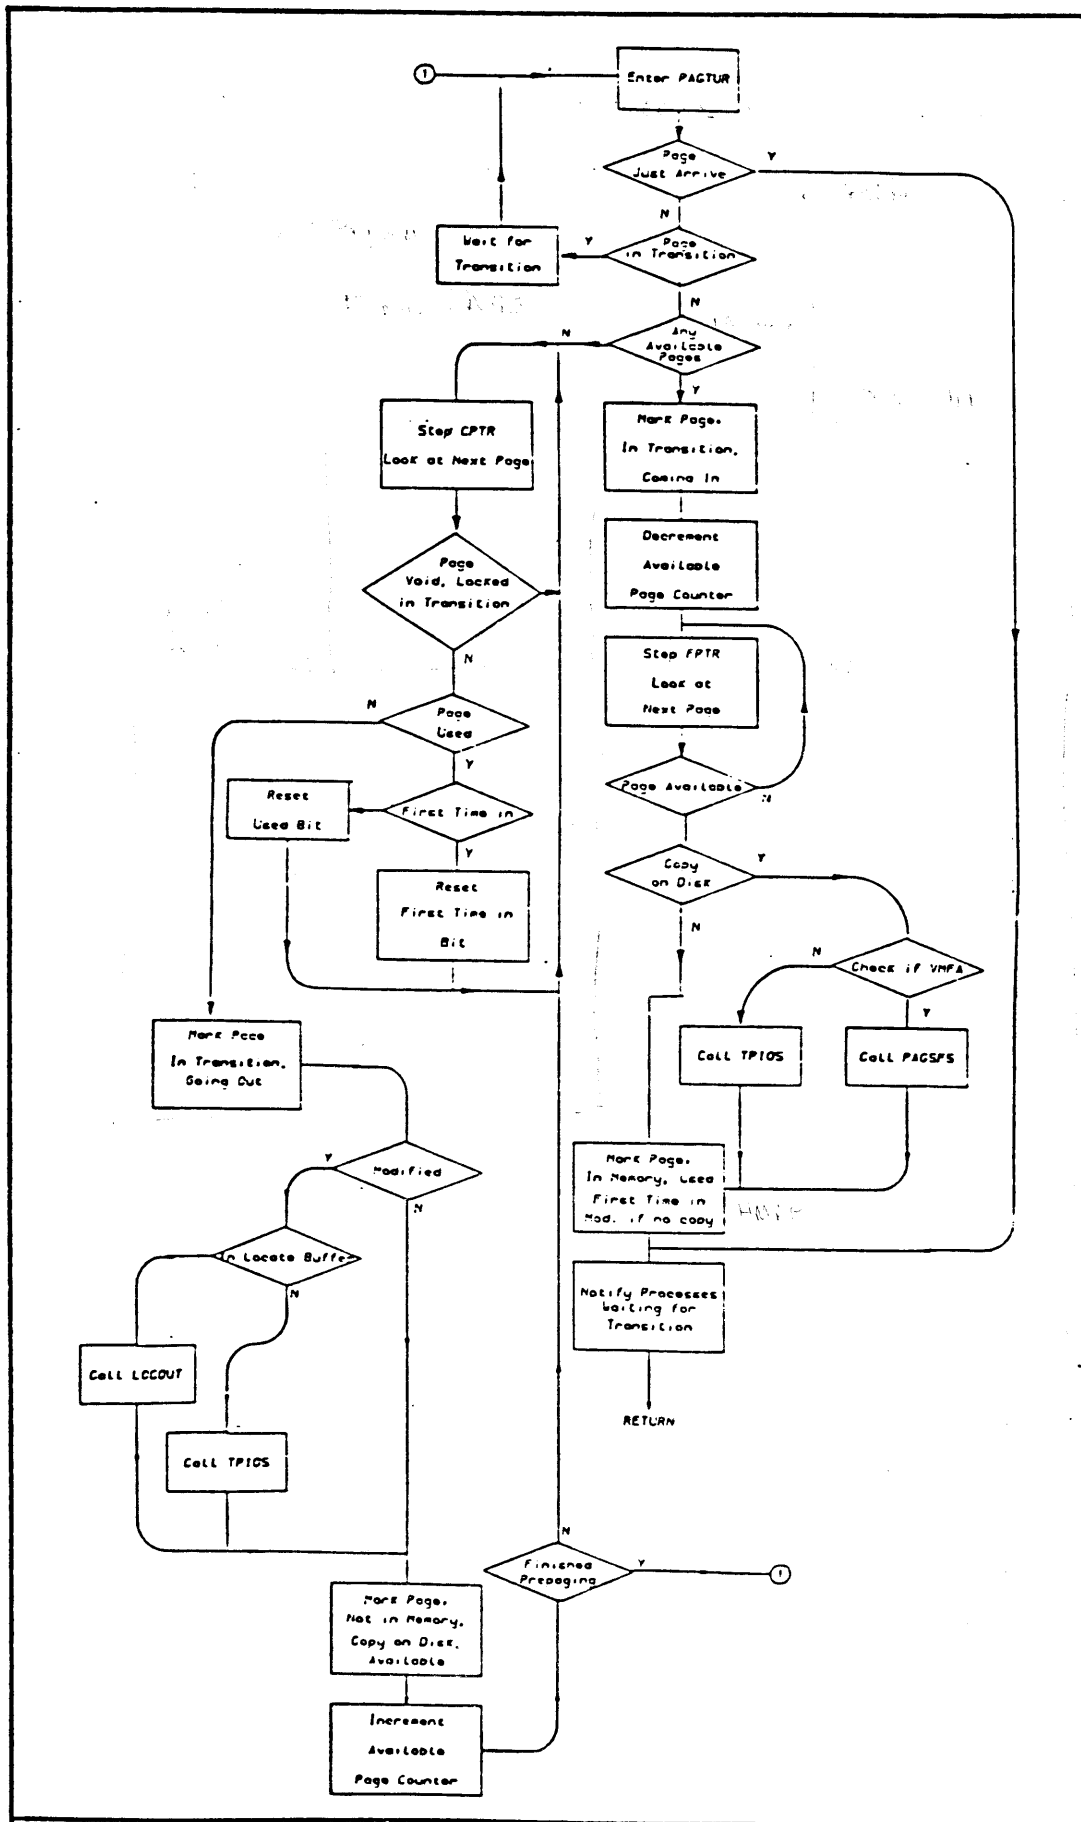 1
Enter PAGTUR
Page
Just Arrive
Y
N
Wait for
Transition
Y
Page
in Transition
N
N
Any
Available
Pages
Y
Step CPTR
Look at Next Page
Mark Page.
In Transition,
Coming In
Decrement
Available
Page Counter
Page
Void, Locked
in Transition
N
Step FPTR
Look at
Next Page
N
Page
Used
Y
Page Available
N
Reset
Used Bit
First Time in
Y
Copy
on Disk
Y
N
Reset
First Time in
Bit
N
Check if VMFA
Y
Mark Page
In Transition,
Going Out
Call TPIOS
Call PAGSFS
Y
Modified
N
Mark Page.
In Memory, Used
First Time in
Mod. if no copy
In Locate Buffer
N
Notify Processes
Waiting for
Transition
Call LOCOUT
RETURN
Call TPIOS
N
Finished
Prepaging
Y
1
Mark Page.
Not in Memory,
Copy on Disk,
Available
Increment
Available
Page Counter